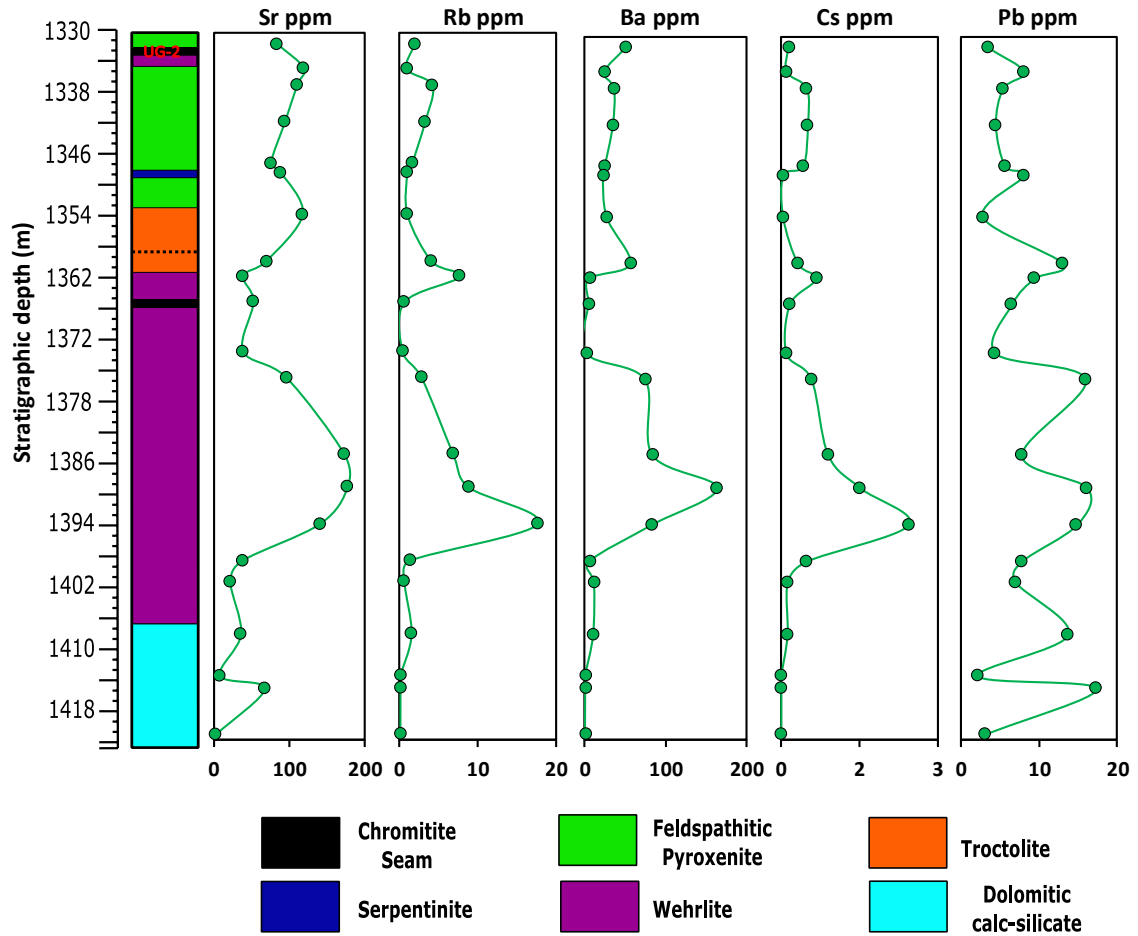 Sr ppm
Rb ppm
Ba ppm
Cs ppm
Pb ppm
Stratigraphic depth (m)
1330
1338
1346
1354
1362
1372
1378
1386
1394
1402
1410
1418
UG-2
0 100 200
0 10 20
0 100 200
0 2 3
0 10 20
Chromitite
Seam
Feldspathitic
Pyroxenite
Troctolite
Serpentinite
Wehrlite
Dolomitic
calc-silicate